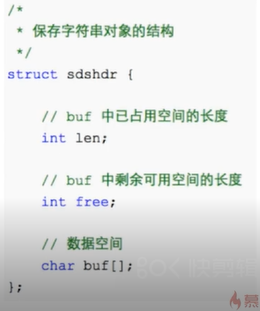 /*
 * 保存字符串对象的结构
 */
struct sdshdr {
    // buf 中已占用空间的长度
    int len;
    // buf 中剩余可用空间的长度
    int free;
    // 数据空间
    char buf[];
};